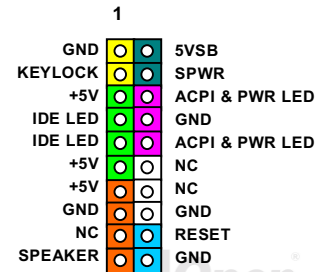 1
GND 5VSB
KEYLOCK SPWR
+5V ACPI & PWR LED
IDE LED GND
IDE LED ACPI & PWR LED
+5V NC
+5V NC
GND GND
NC RESET
SPEAKER GND